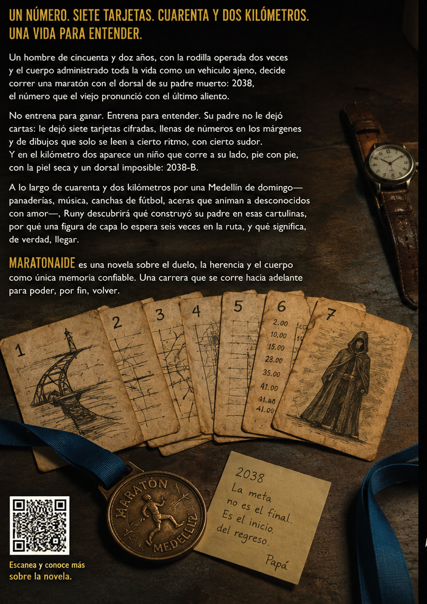 UN NÚMERO. SIETE TARJETAS. CUARENTA Y DOS KILÓMETROS.
UNA VIDA PARA ENTENDER.
Un hombre de cincuenta y doz años, con la rodilla operada dos veces
y el cuerpo administrado toda la vida como un vehiculo ajeno, decide
correr una maratón con el dorsal de su padre muerto: 2038,
el número que el viejo pronunció con el último aliento.
No entrena para ganar. Entrena para entender. Su padre no le dejó
cartas: le dejó siete tarjetas cifradas, llenas de números en los márgenes
y de dibujos que solo se leen a cierto ritmo, con cierto sudor.
Y en el kilómetro dos aparece un niño que corre a su lado, pie con pie,
con la piel seca y un dorsal imposible: 2038-B.
A lo largo de cuarenta y dos kilómetros por una Medellín de domingo—
panaderías, música, canchas de fútbol, aceras que animan a desconocidos
con amor—, Runy descubrirá qué construyó su padre en esas cartulinas,
por qué una figura de capa lo espera seis veces en la ruta, y qué significa,
de verdad, llegar.
MARATONAIDE es una novela sobre el duelo, la herencia y el cuerpo
como única memoria confiable. Una carrera que se corre hacia adelante
para poder, por fin, volver.
1
2
3
4
5
6
7
2.00
10.00
15.00
28.00
35.00
41.00
41.00
MARATÓN
MEDELLÍN
2038
La meta
no es el final.
Es el inicio
del regreso.
Papá
Escanea y conoce más
sobre la novela.